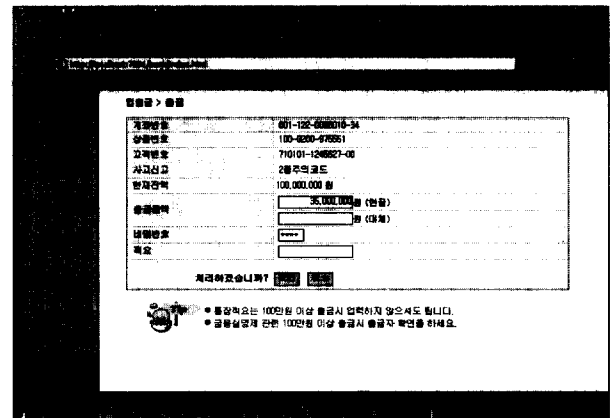 입출금 > 출금
계좌번호
상품번호 100-0200-875551
고객번호 710101-1245627-00
사고신고 2종주의코드
현재잔액 100,000,000 원
출금금액 35,000,000 원 (현금)
원 (대체)
비밀번호 ****
적요
처리하겠습니까?
● 통장적요는 100만원 이상 출금시 입력하지 않으셔도 됩니다.
● 금융실명제 관련 100만원 이상 출금시 출금자 확인을 하세요.